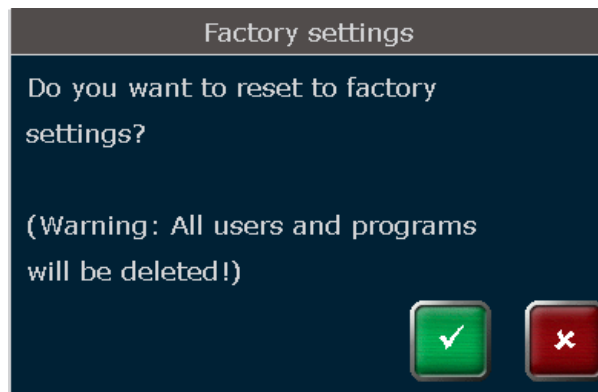 Factory settings
Do you want to reset to factory
settings?
(Warning: All users and programs
will be deleted!)